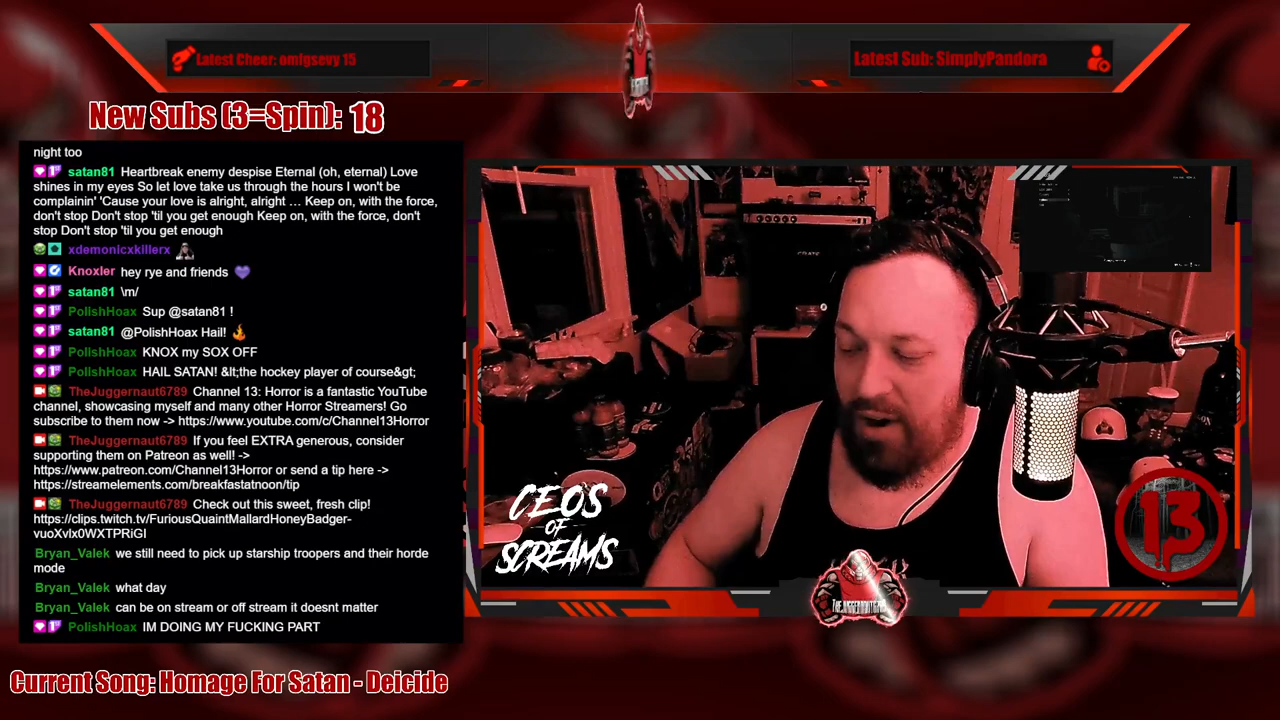 Latest Cheer: omfgsevy 15
Latest Sub: SimplyPandora
New Subs (3=Spin): 18
night too
satan81 Heartbreak enemy despise Eternal (oh, eternal) Love
shines in my eyes So let love take us through the hours I won't be
complainin' 'Cause your love is alright, alright … Keep on, with the force,
don't stop Don't stop 'til you get enough Keep on, with the force, don't
stop Don't stop 'til you get enough
xdemonicxkillerx
Knoxler hey rye and friends
satan81 \m/
PolishHoax Sup @satan81 !
satan81 @PolishHoax Hail!
PolishHoax KNOX my SOX OFF
PolishHoax HAIL SATAN! &lt;the hockey player of course&gt;
TheJuggernaut6789 Channel 13: Horror is a fantastic YouTube
channel, showcasing myself and many other Horror Streamers! Go
subscribe to them now -> https://www.youtube.com/c/Channel13Horror
TheJuggernaut6789 If you feel EXTRA generous, consider
supporting them on Patreon as well! ->
https://www.patreon.com/Channel13Horror or send a tip here ->
https://streamelements.com/breakfastatnoon/tip
TheJuggernaut6789 Check out this sweet, fresh clip!
https://clips.twitch.tv/FuriousQuaintMallardHoneyBadger-
vuoXvlx0WXTPRiGI
Bryan_Valek we still need to pick up starship troopers and their horde
mode
Bryan_Valek what day
Bryan_Valek can be on stream or off stream it doesnt matter
PolishHoax IM DOING MY FUCKING PART
CRATE
CEOS
OF
SCREAMS
13
Current Song: Homage For Satan - Deicide